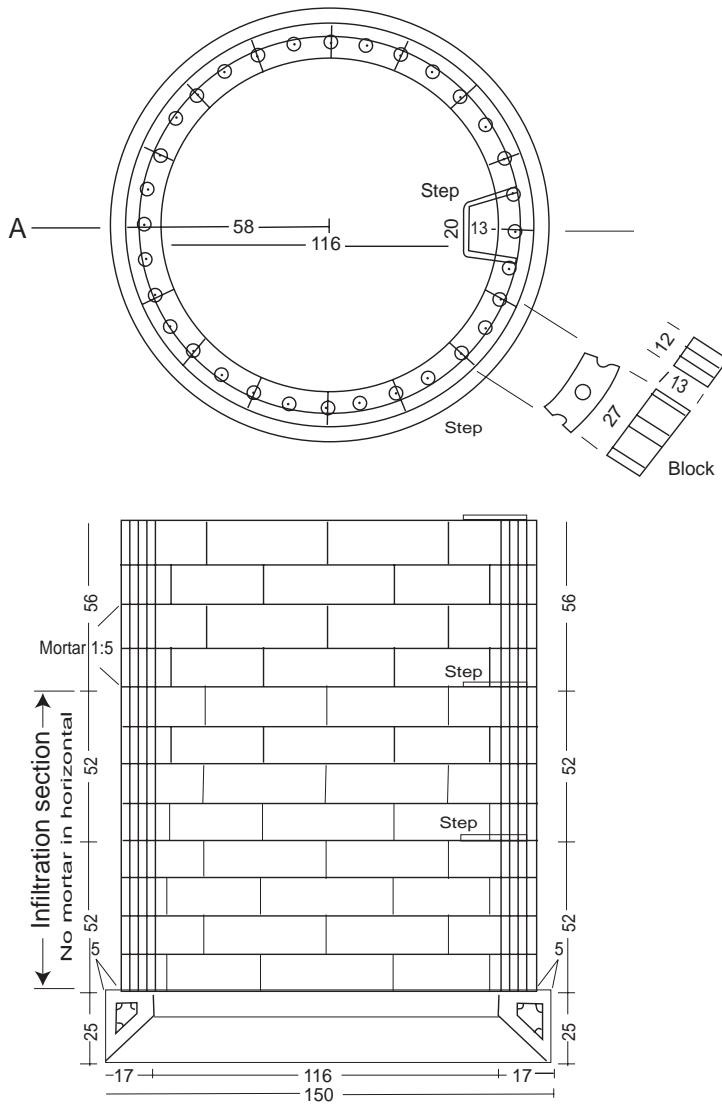 Step
A
58
116
20
13
12
13
27
Step
Block
56
56
Mortar 1:5
Step
Infiltration section
No mortar in horizontal
52
52
Step
52
52
5
5
25
25
17
116
17
150